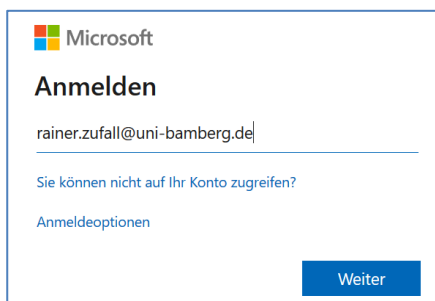 Microsoft
Anmelden
rainer.zufall@uni-bamberg.de
Sie können nicht auf Ihr Konto zugreifen?
Anmeldeoptionen
Weiter